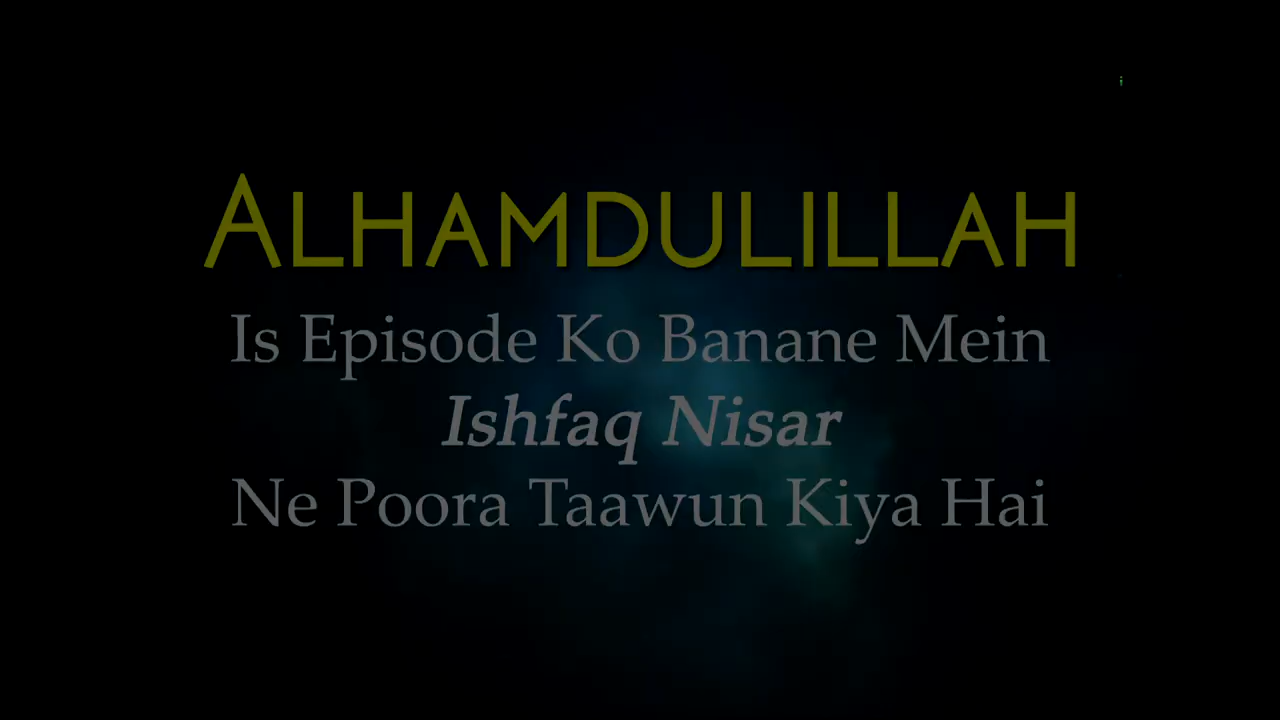 ALHAMDULILLAH
Is Episode Ko Banane Mein
Ishfaq Nisar
Ne Poora Taawun Kiya Hai